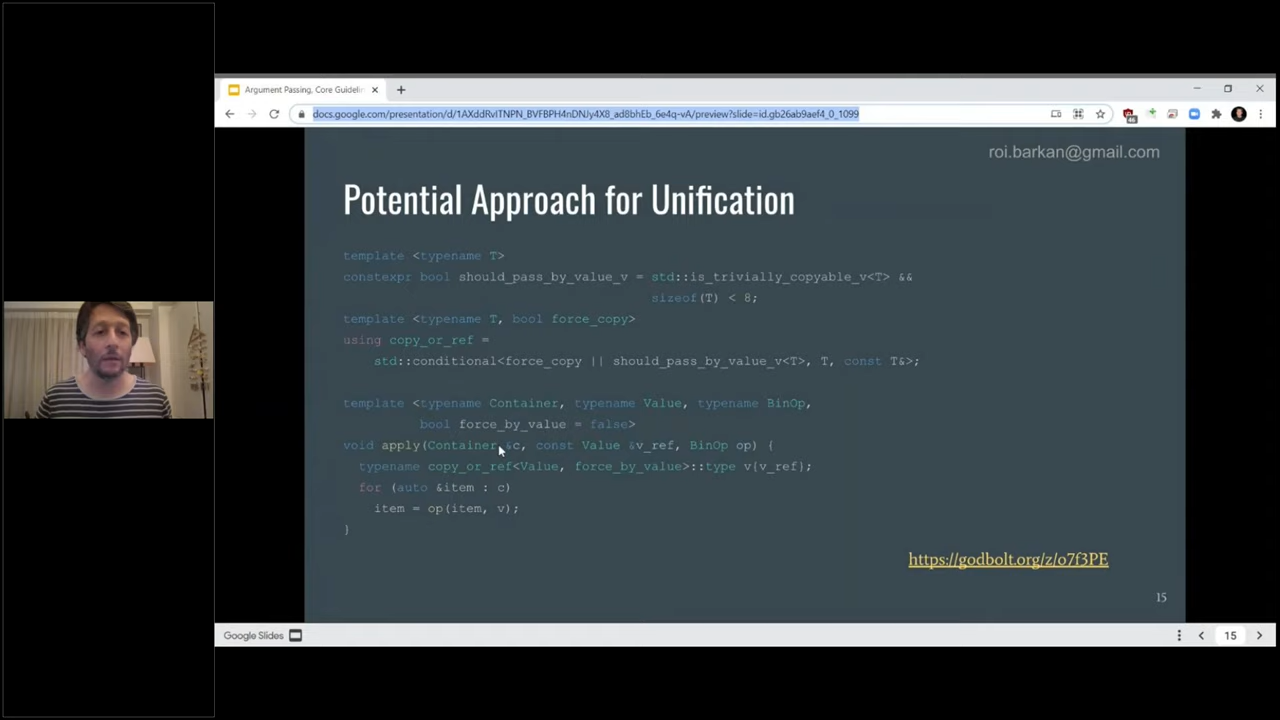 Argument Passing, Core Guidelin
docs.google.com/presentation/d/1AXddRvITNPN_BVFBPH4nDNJy4X8_ad8bhEb_6e4q-vA/preview?slide=id.gb26ab9aef4_0_1099
46
roi.barkan@gmail.com
Potential Approach for Unification
template <typename T>
constexpr bool should_pass_by_value_v = std::is_trivially_copyable_v<T> &&
sizeof(T) < 8;
template <typename T, bool force_copy>
using copy_or_ref =
std::conditional<force_copy || should_pass_by_value_v<T>, T, const T&>;
template <typename Container, typename Value, typename BinOp,
bool force_by_value = false>
void apply(Container &c, const Value &v_ref, BinOp op) {
typename copy_or_ref<Value, force_by_value>::type v{v_ref};
for (auto &item : c)
item = op(item, v);
}
https://godbolt.org/z/o7f3PE
15
Google Slides
15